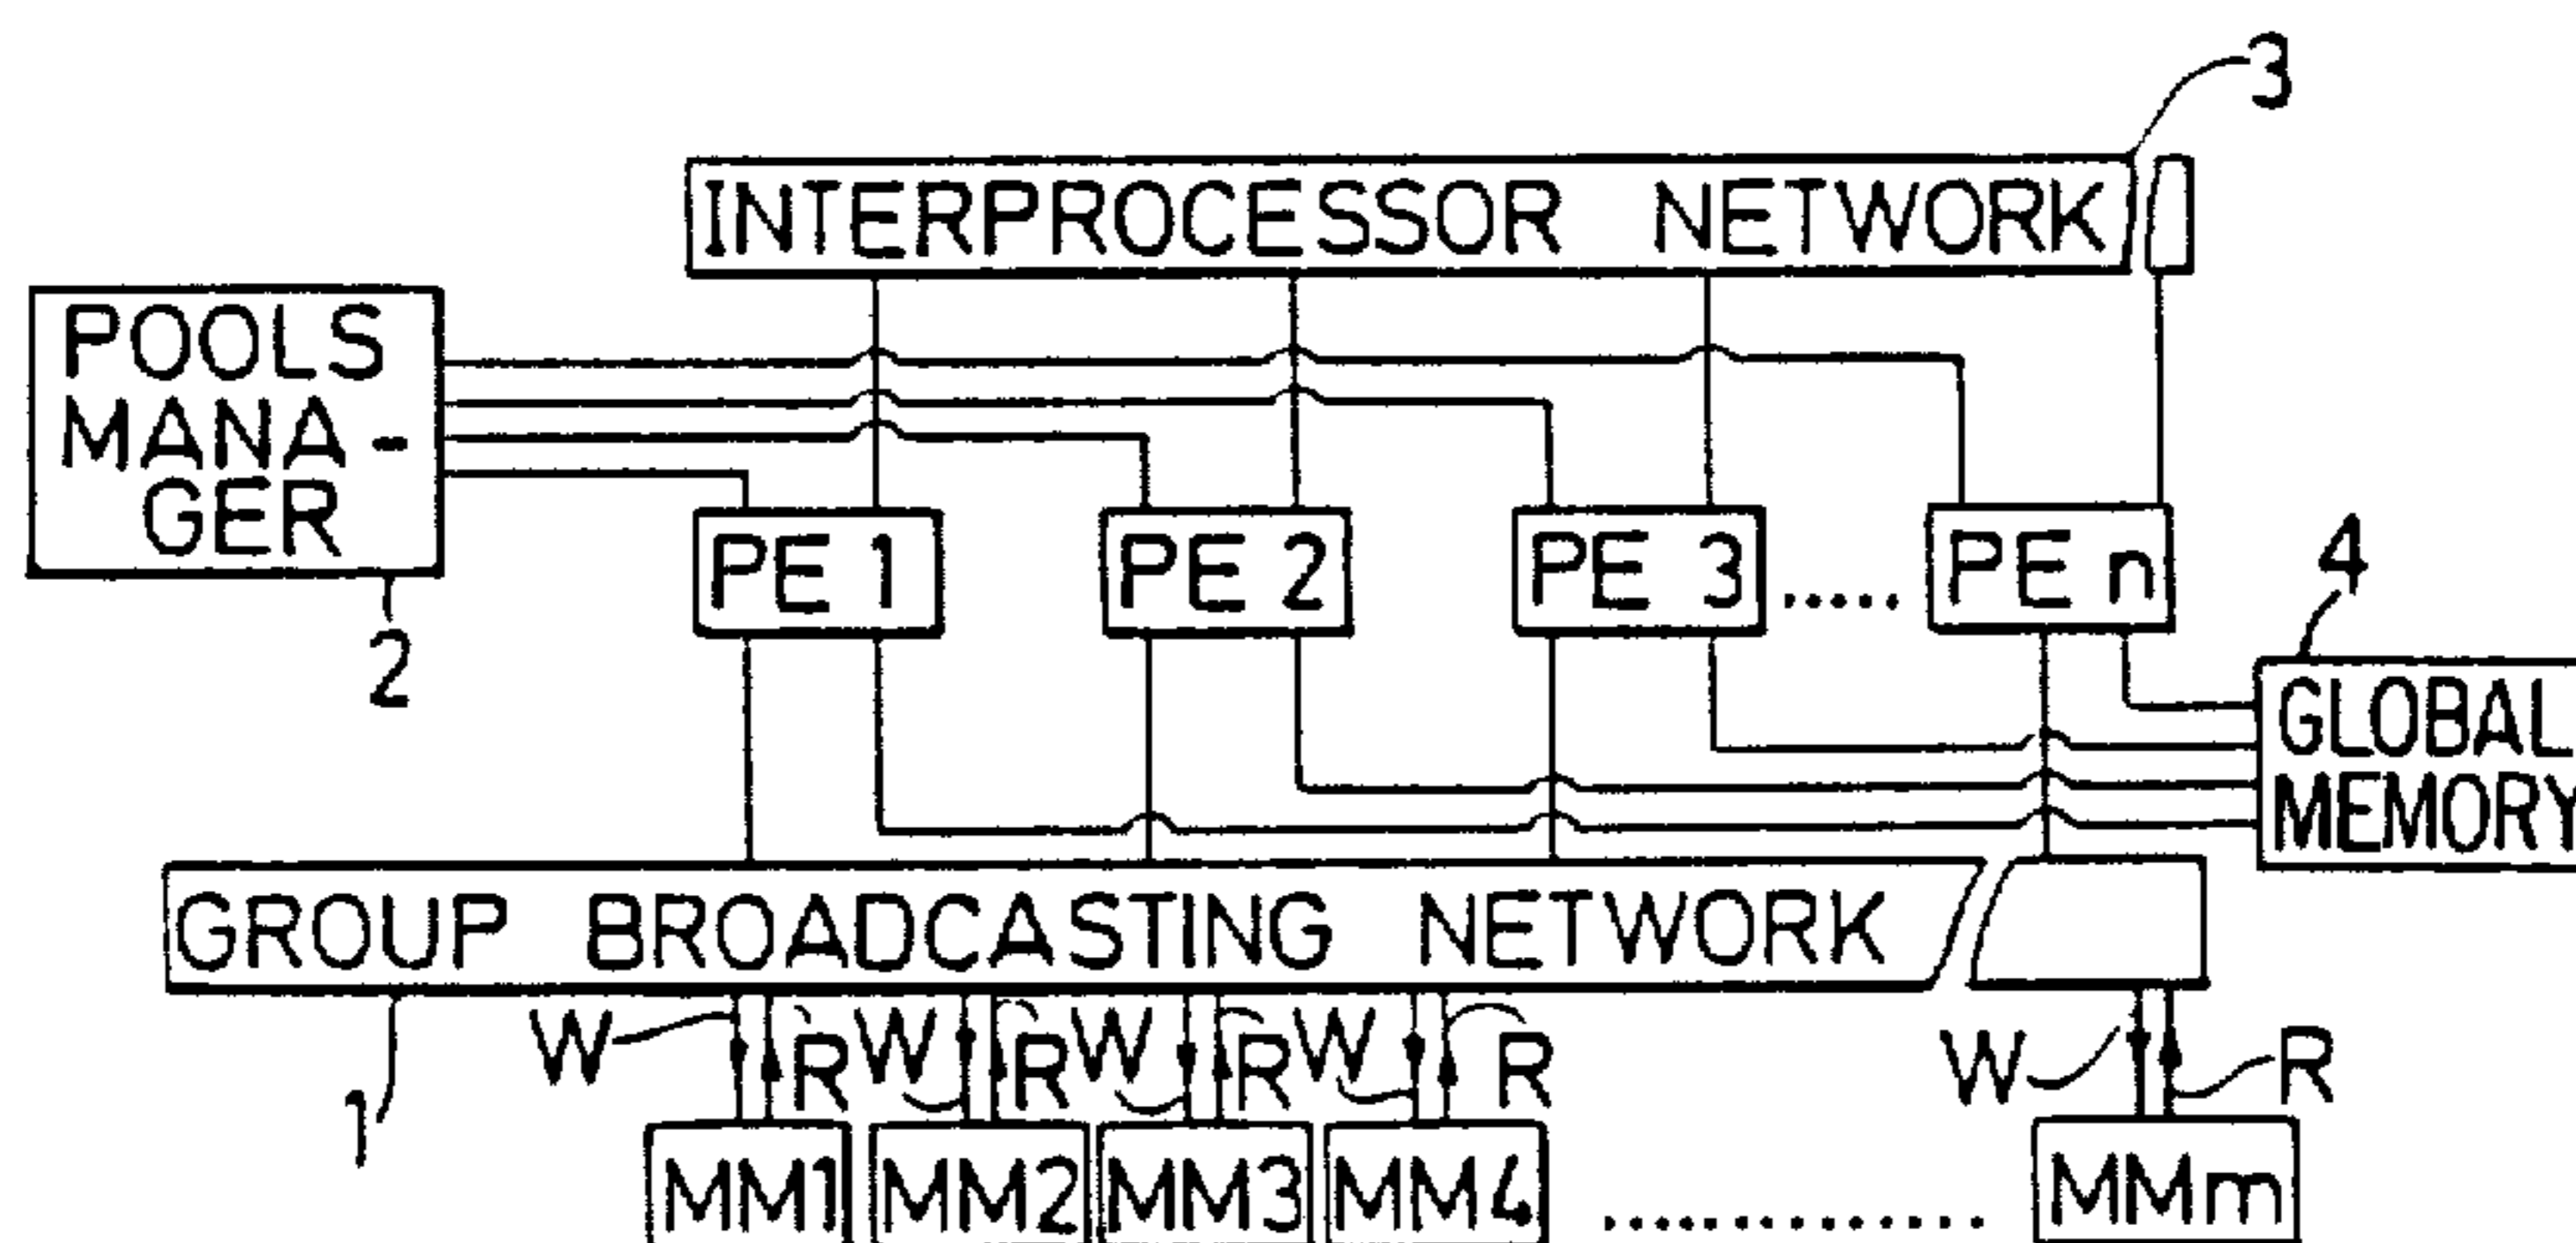 3
INTERPROCESSOR NETWORK
POOLS
MANA-
GER
2
PE 1
PE 2
PE 3
.....
PE n
4
GLOBAL
MEMORY
GROUP BROADCASTING NETWORK
1
W
R
W
R
W
R
W
R
W
R
MM1
MM2
MM3
MM4
..............
MMm